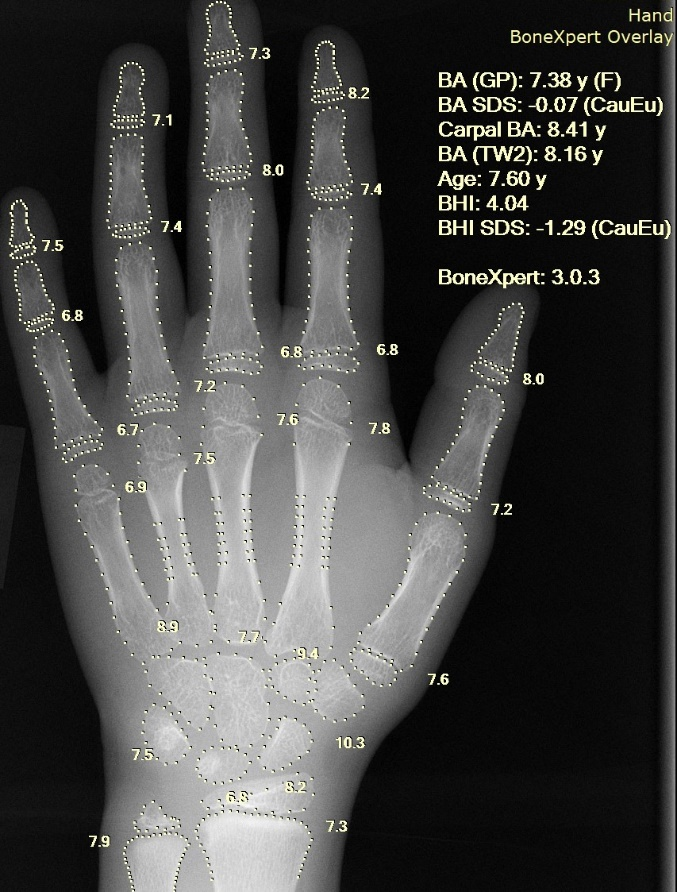 Hand
BoneXpert Overlay
BA (GP): 7.38 y (F)
BA SDS: -0.07 (CauEu)
Carpal BA: 8.41 y
BA (TW2): 8.16 y
Age: 7.60 y
BHI: 4.04
BHI SDS: -1.29 (CauEu)
BoneXpert: 3.0.3
7.3
8.2
7.1
8.0
7.4
7.4
7.5
6.8
6.8
6.8
8.0
7.2
7.6
7.8
6.7
7.5
6.9
7.2
8.9
7.7
9.4
7.6
10.3
7.5
8.2
6.8
7.3
7.9